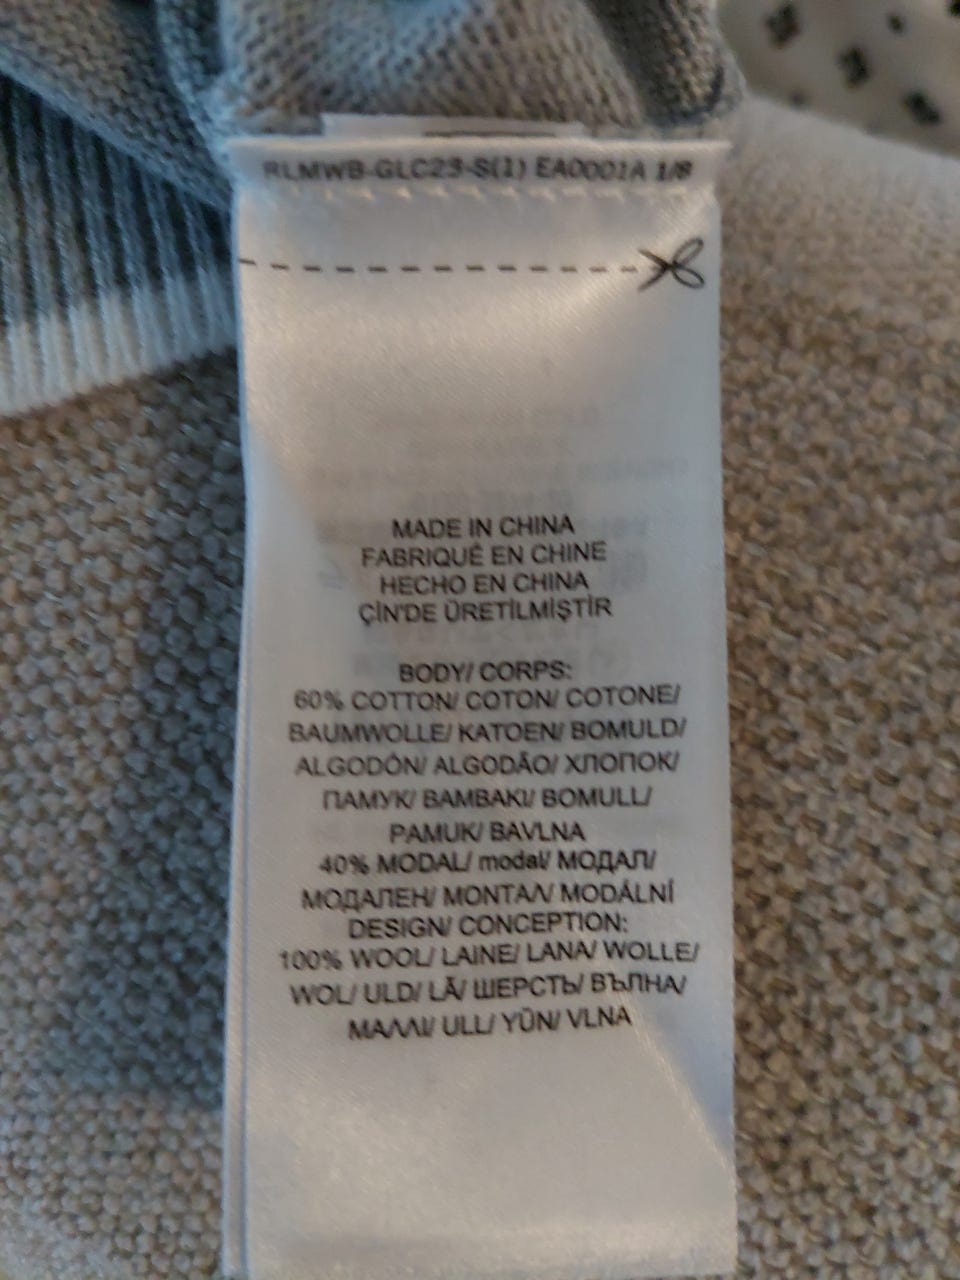 RLMWB-GLC23-S(1) EA0001A 1/8
MADE IN CHINA
FABRIQUÉ EN CHINE
HECHO EN CHINA
ÇİN'DE ÜRETİLMİŞTİR
BODY/ CORPS:
60% COTTON/ COTON/ COTONE/
BAUMWOLLE/ KATOEN/ BOMULD/
ALGODÓN/ ALGODÃO/ ХЛОПОК/
ПАМУК/ ΒΑΜΒΑΚΙ/ BOMULL/
PAMUK/ BAVLNA
40% MODAL/ modal/ МОДАЛ/
МОДАЛЕН/ ΜΟΝΤΑΛ/ MODÁLNÍ
DESIGN/ CONCEPTION:
100% WOOL/ LAINE/ LANA/ WOLLE/
WOL/ ULD/ LÃ/ ШЕРСТЬ/ ВЪЛНА/
ΜΑΛΛΙ/ ULL/ YÜN/ VLNA